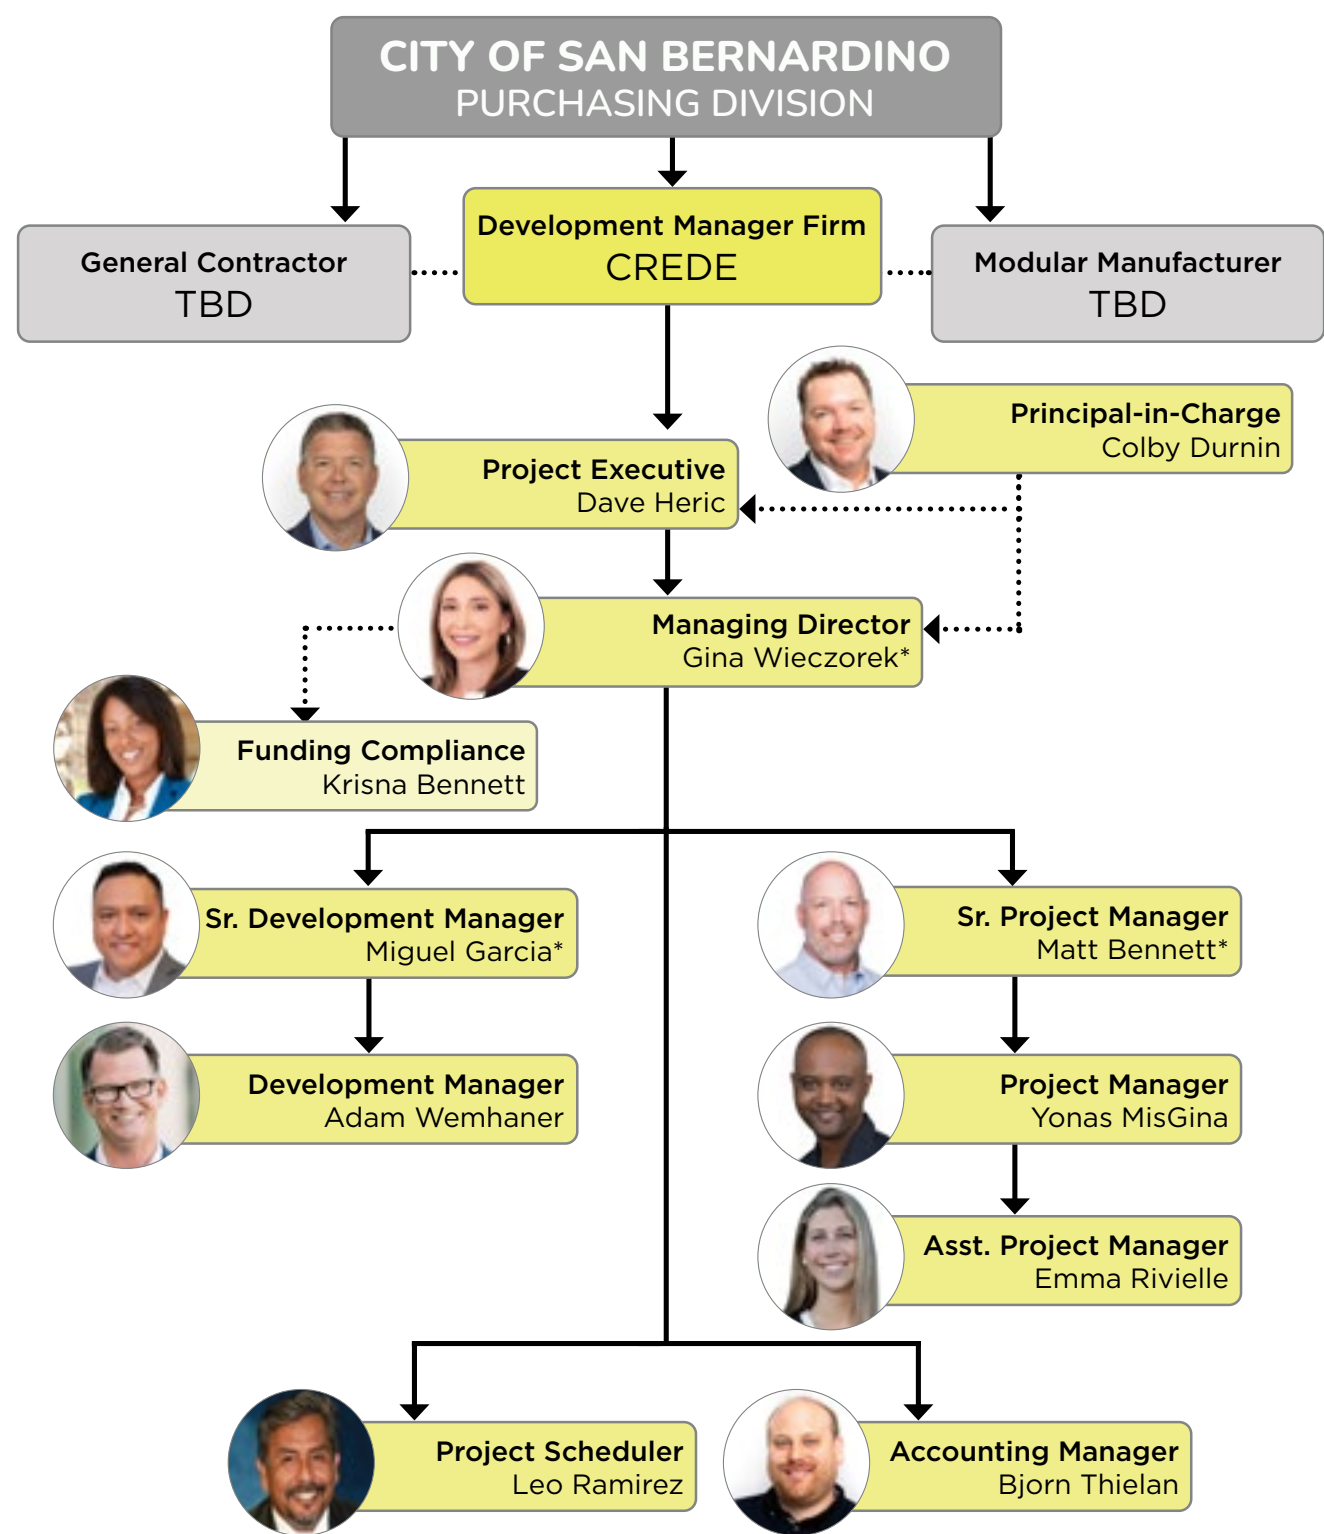 CITY OF SAN BERNARDINO
PURCHASING DIVISION
Development Manager Firm
CREDE
General Contractor
TBD
Modular Manufacturer
TBD
Principal-in-Charge
Colby Durnin
Project Executive
Dave Heric
Managing Director
Gina Wieczorek*
Funding Compliance
Krisna Bennett
Sr. Development Manager
Miguel Garcia*
Sr. Project Manager
Matt Bennett*
Development Manager
Adam Wemhaner
Project Manager
Yonas MisGina
Asst. Project Manager
Emma Rivielle
Project Scheduler
Leo Ramirez
Accounting Manager
Bjorn Thielan